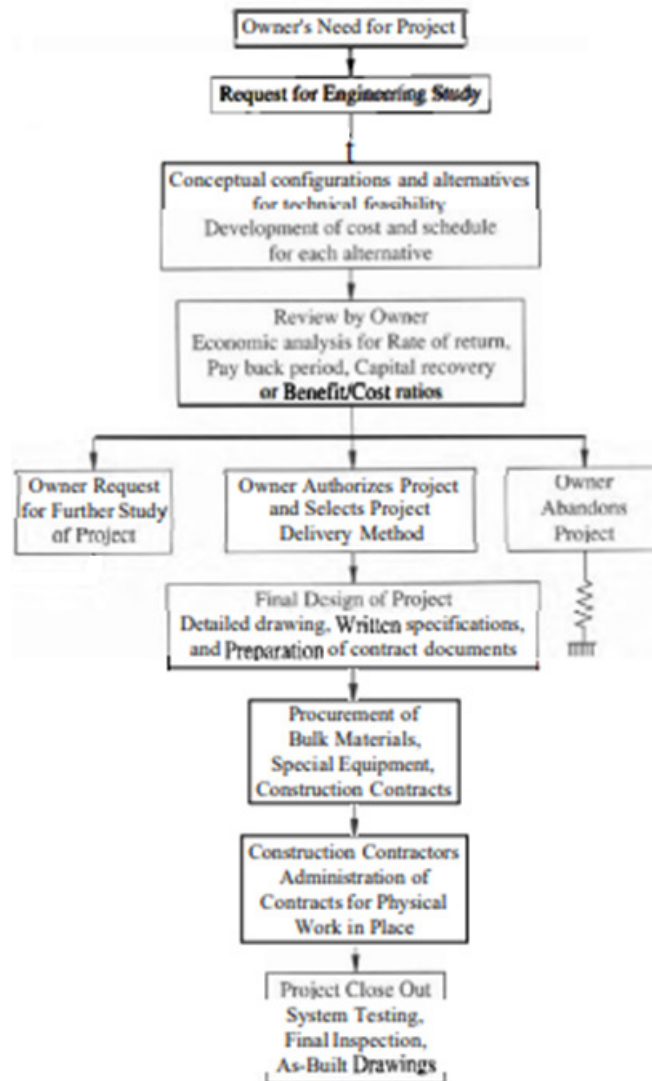 Owner's Need for Project
Request for Engineering Study
Conceptual configurations and alternatives
for technical feasibility
Development of cost and schedule
for each alternative
Review by Owner
Economic analysis for Rate of return,
Pay back period, Capital recovery
or Benefit/Cost ratios
Owner Request
for Further Study
of Project
Owner Authorizes Project
and Selects Project
Delivery Method
Owner
Abandons
Project
Final Design of Project
Detailed drawing, Written specifications,
and Preparation of contract documents
Procurement of
Bulk Materials,
Special Equipment,
Construction Contracts
Construction Contractors
Administration of
Contracts for Physical
Work in Place
Project Close Out
System Testing,
Final Inspection,
As-Built Drawings